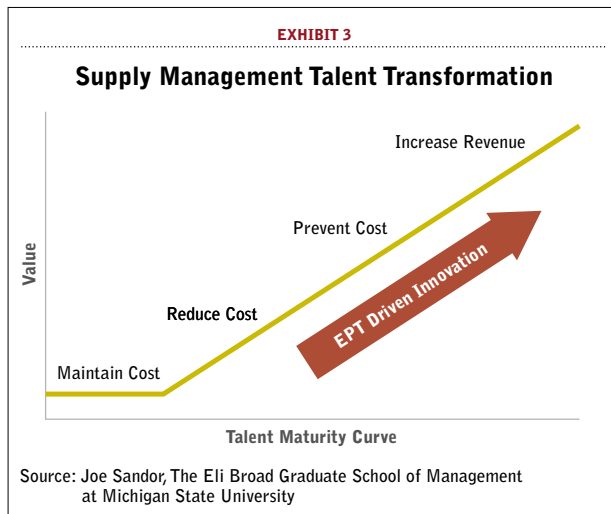 EXHIBIT 3
Supply Management Talent Transformation
Increase Revenue
Prevent Cost
Reduce Cost
Maintain Cost
EPT Driven Innovation
Value
Talent Maturity Curve
Source: Joe Sandor, The Eli Broad Graduate School of Management
at Michigan State University